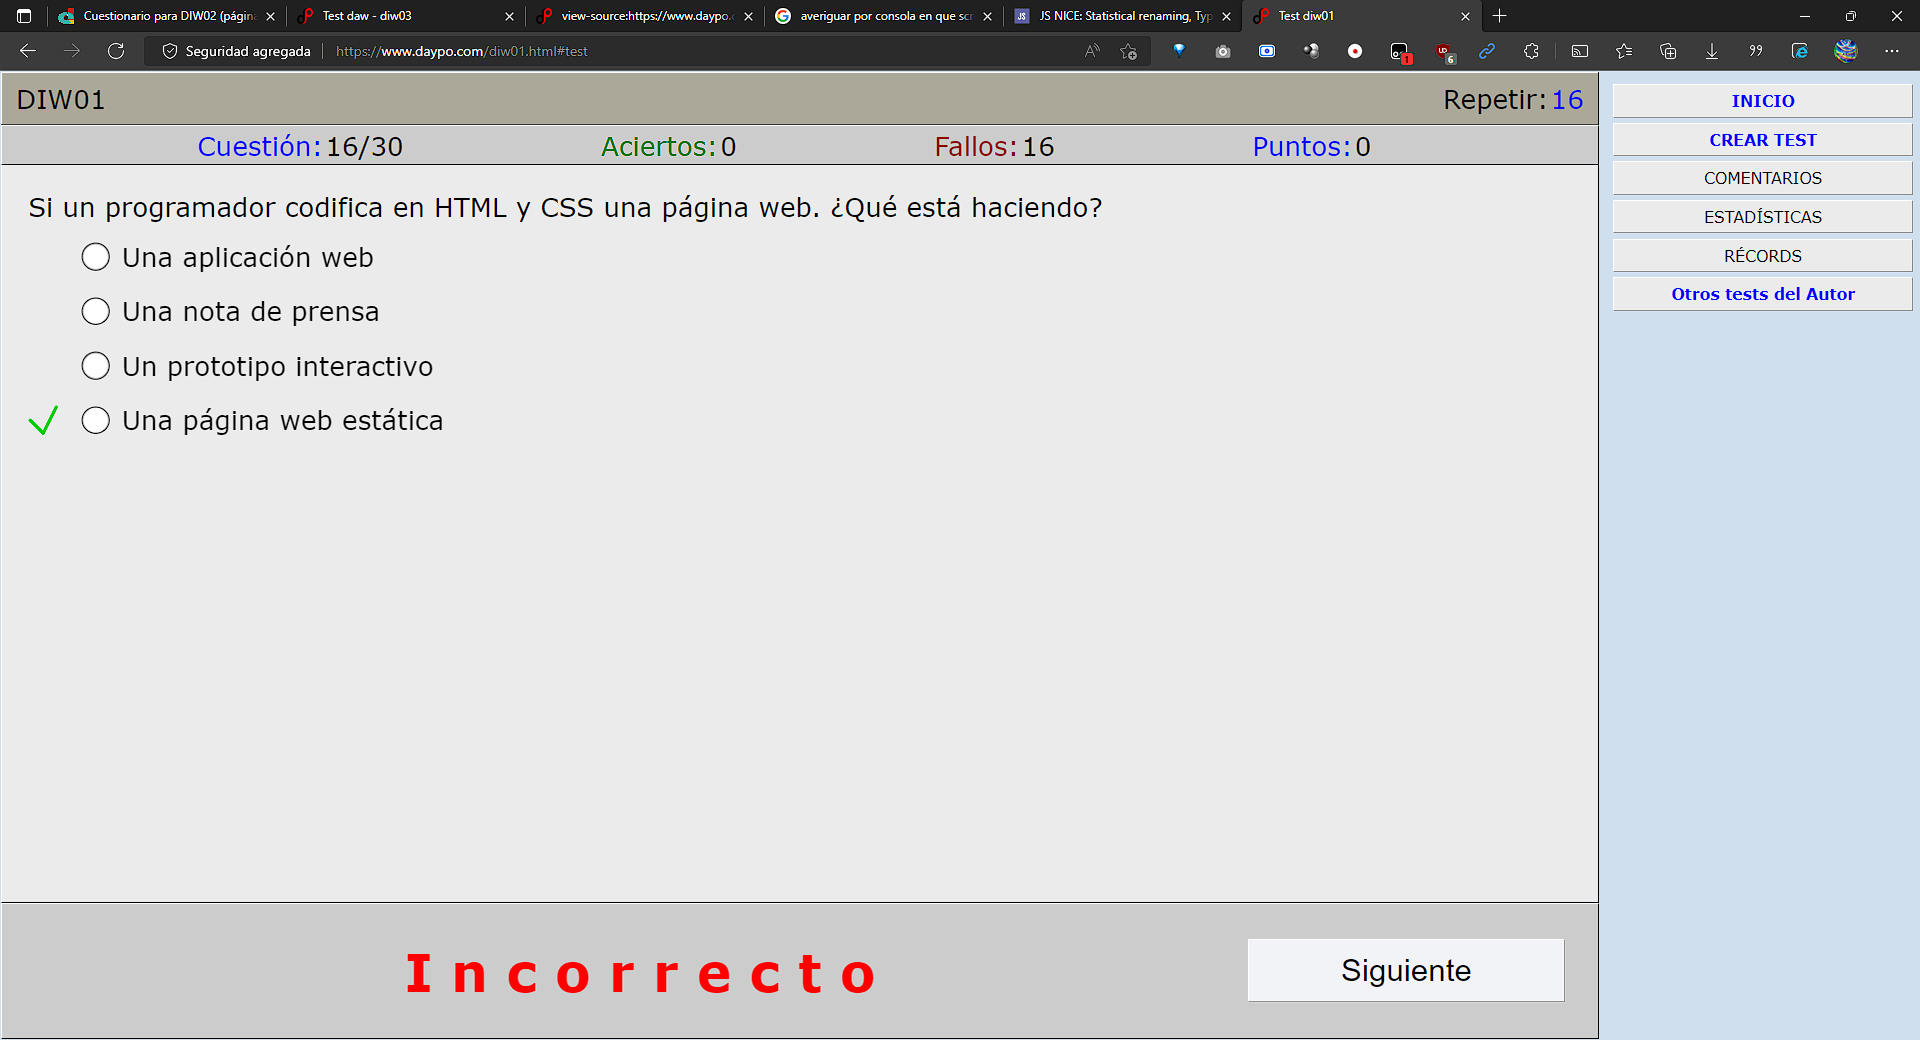 Cuestionario para DIW02 (págin
Test daw - diw03
view-source:https://www.daypo.
averiguar por consola en que scr
JS NICE: Statistical renaming, Typ
Test diw01
Seguridad agregada
https://www.daypo.com/diw01.html#test
1
6
DIW01
Repetir: 16
Cuestión: 16/30
Aciertos: 0
Fallos: 16
Puntos: 0
Si un programador codifica en HTML y CSS una página web. ¿Qué está haciendo?
Una aplicación web
Una nota de prensa
Un prototipo interactivo
Una página web estática
Incorrecto
Siguiente
INICIO
CREAR TEST
COMENTARIOS
ESTADÍSTICAS
RÉCORDS
Otros tests del Autor